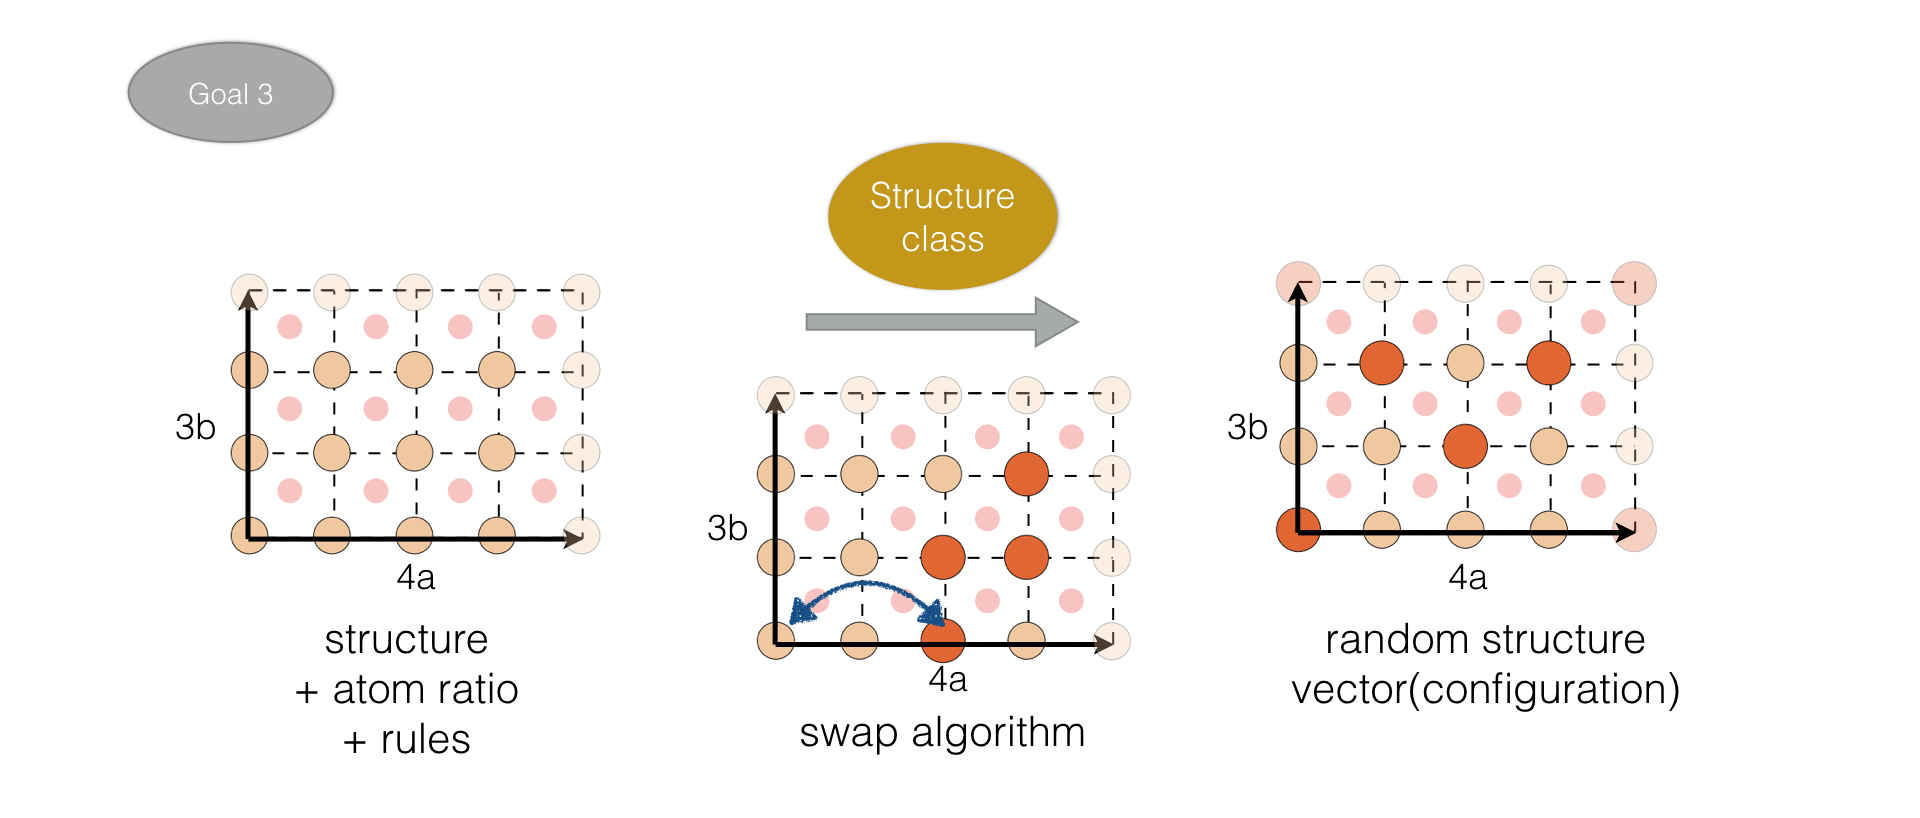 Goal 3
Structure
class
3b
4a
structure
+ atom ratio
+ rules
3b
4a
swap algorithm
3b
4a
random structure
vector(configuration)